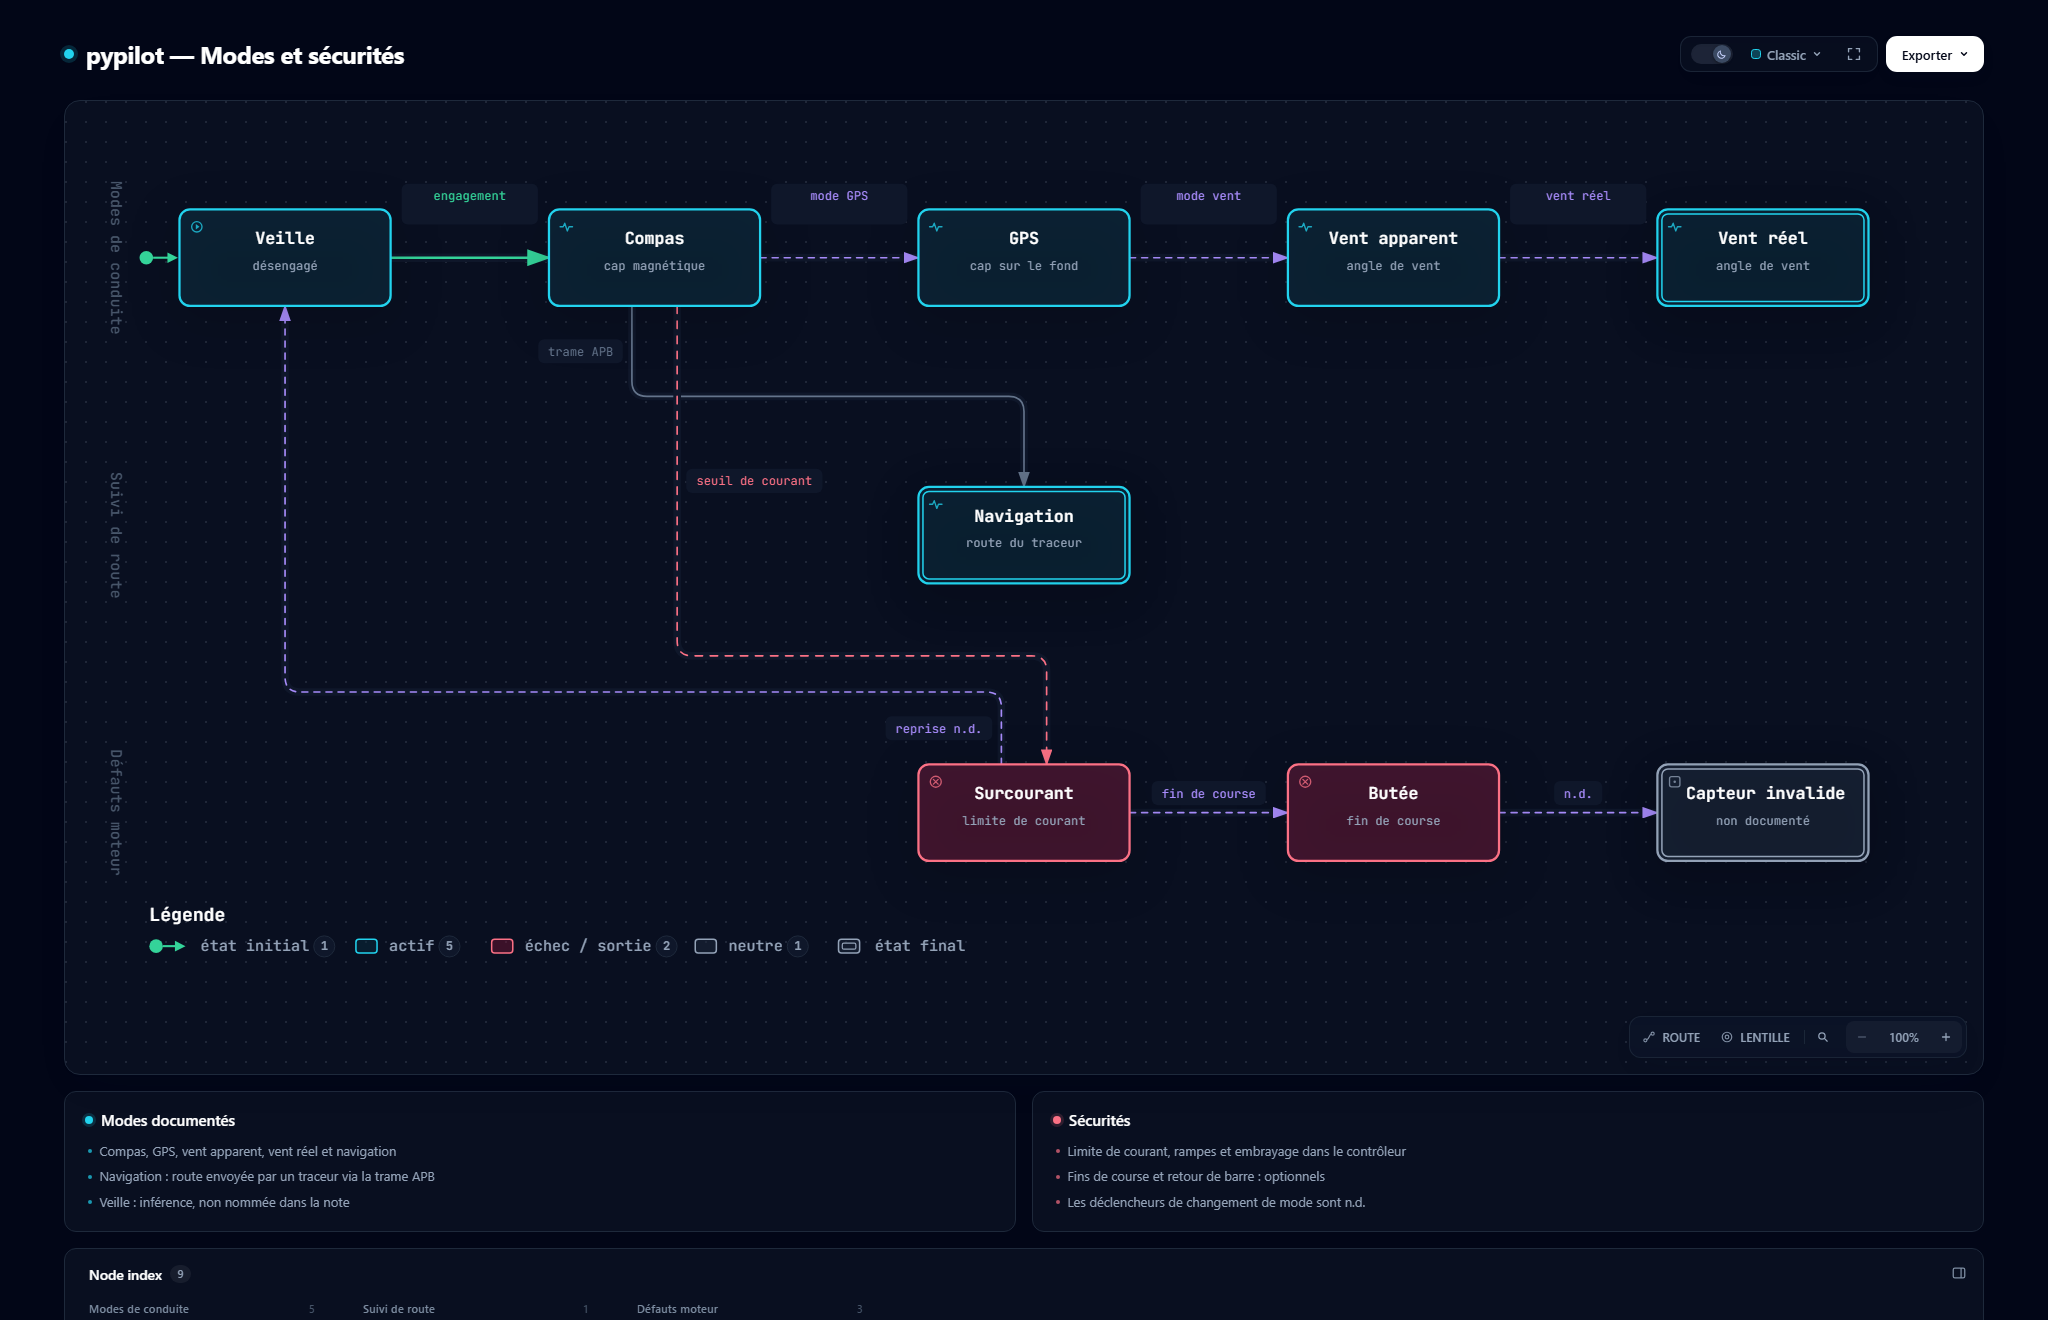 pypilot — Modes et sécurités
Classic
Exporter
Modes de conduite
engagement
mode GPS
mode vent
vent réel
Veille
désengagé
Compas
cap magnétique
GPS
cap sur le fond
Vent apparent
angle de vent
Vent réel
angle de vent
trame APB
Suivi de route
seuil de courant
Navigation
route du traceur
Défauts moteur
reprise n.d.
Surcourant
limite de courant
fin de course
Butée
fin de course
n.d.
Capteur invalide
non documenté
Légende
état initial 1
actif 5
échec / sortie 2
neutre 1
état final
ROUTE
LENTILLE
100%
Modes documentés
Compas, GPS, vent apparent, vent réel et navigation
Navigation : route envoyée par un traceur via la trame APB
Veille : inférence, non nommée dans la note
Sécurités
Limite de courant, rampes et embrayage dans le contrôleur
Fins de course et retour de barre : optionnels
Les déclencheurs de changement de mode sont n.d.
Node index 9
Modes de conduite 5
Suivi de route 1
Défauts moteur 3